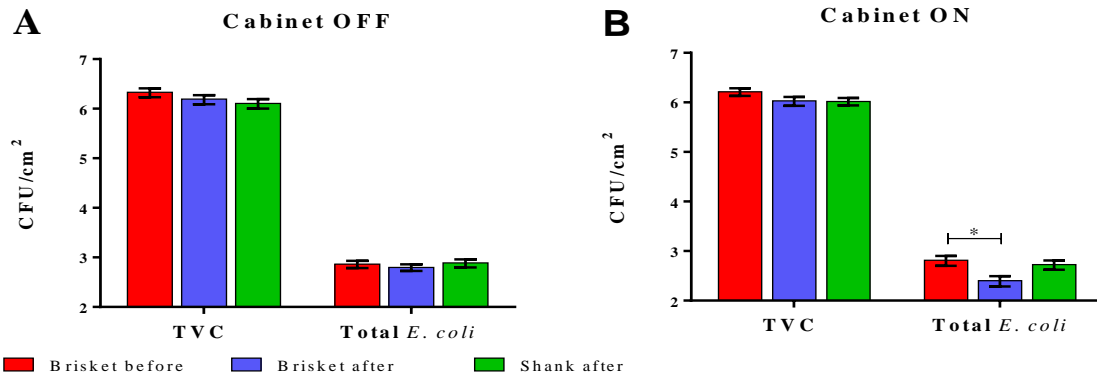 A
Cabinet OFF
CFU/cm²
7
6
5
4
3
2
TVC
Total E. coli
B
Cabinet ON
CFU/cm²
7
6
5
4
3
2
*
TVC
Total E. coli
Brisket before
Brisket after
Shank after